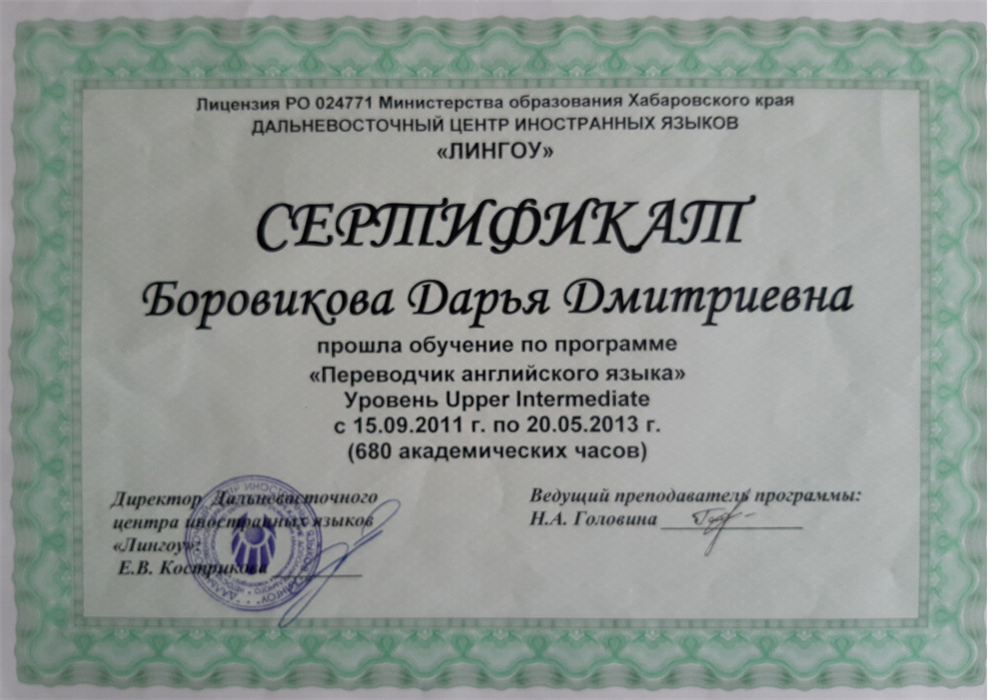 Лицензия РО 024771 Министерства образования Хабаровского края
ДАЛЬНЕВОСТОЧНЫЙ ЦЕНТР ИНОСТРАННЫХ ЯЗЫКОВ
«ЛИНГОУ»
СЕРТИФИКАТ
Боровикова Дарья Дмитриевна
прошла обучение по программе
«Переводчик английского языка»
Уровень Upper Intermediate
с 15.09.2011 г. по 20.05.2013 г.
(680 академических часов)
Директор Дальневосточного
центра иностранных языков
«Лингоу»:
Е.В. Кострикова
Ведущий преподаватель программы:
Н.А. Головина